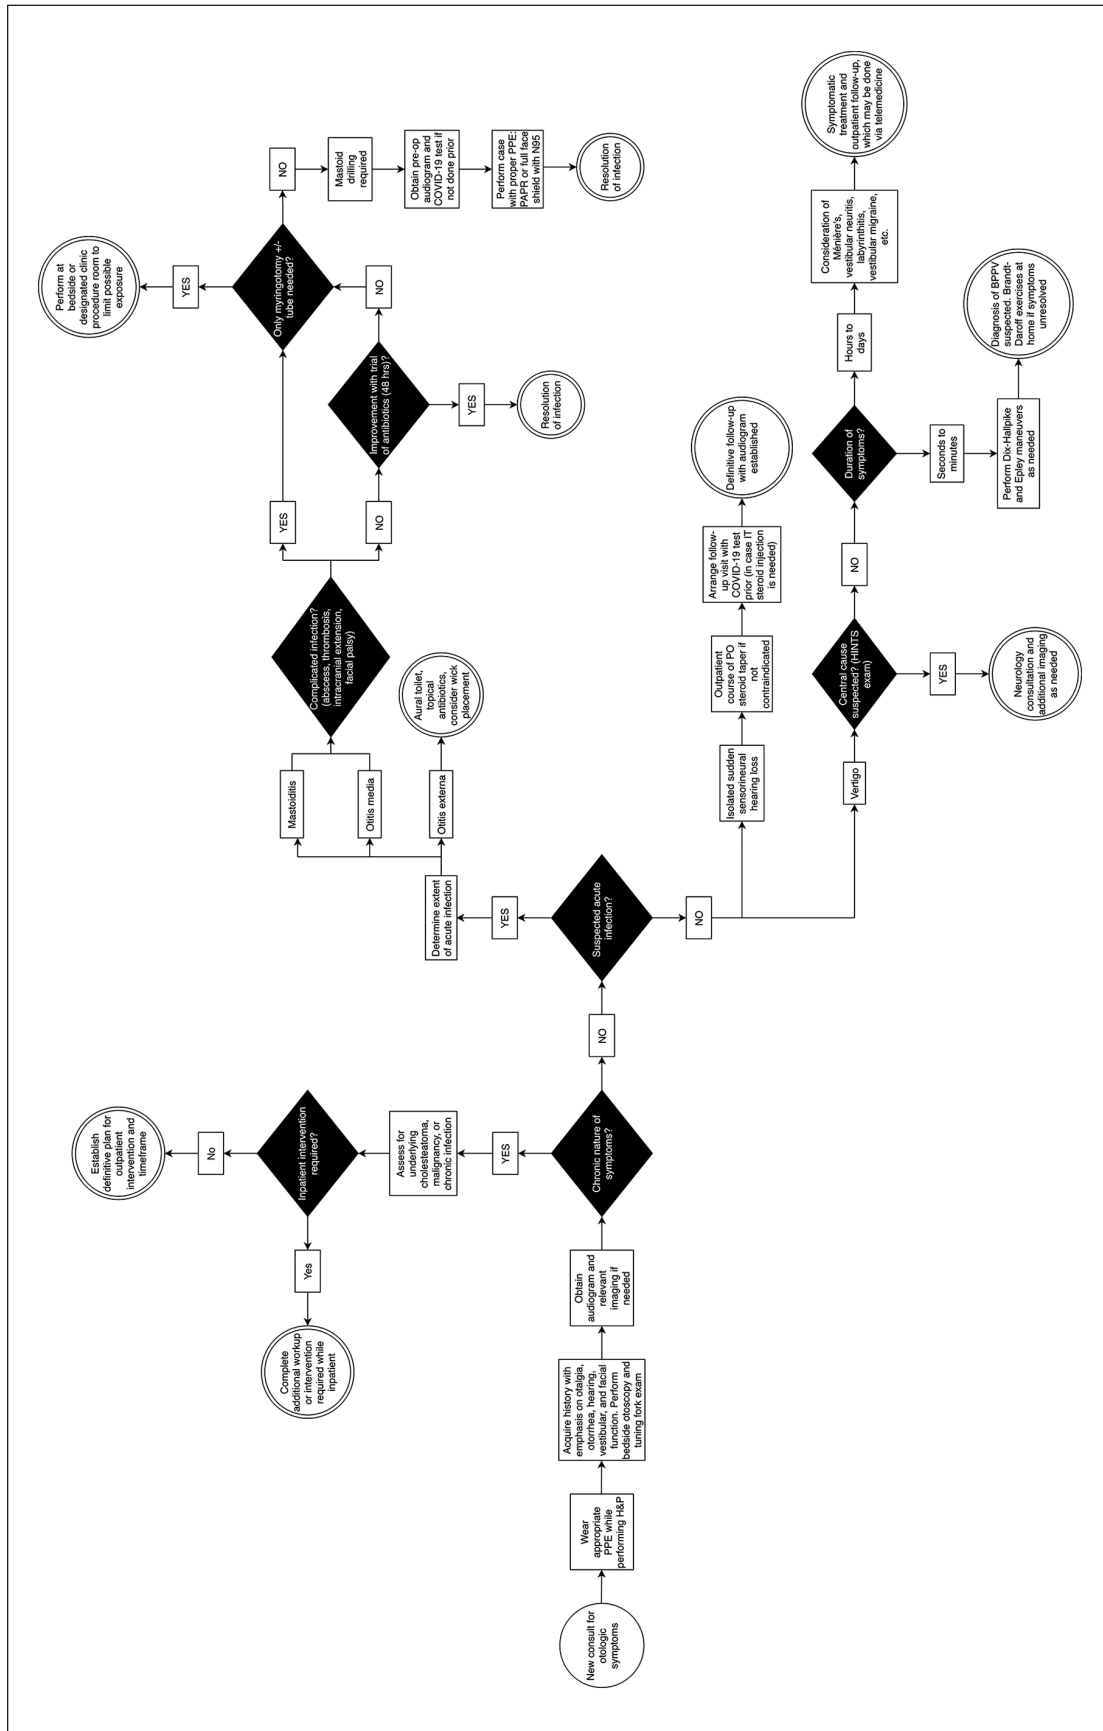 New consult for
otologic
symptoms
Wear
appropriate
PPE while
performing H&P
Acquire history with
emphasis on otalgia,
otorrhea, hearing,
vestibular, and facial
function. Perform
bedside otoscopy and
tuning fork exam
Obtain
audiogram and
relevant
imaging if
needed
Chronic nature of
symptoms?
YES
Assess for
underlying
cholesteatoma,
malignancy, or
chronic infection
Inpatient intervention
required?
Yes
Complete
additional workup
or intervention
required while
inpatient
No
Establish
definitive plan for
outpatient
intervention and
timeframe
NO
Suspected acute
infection?
YES
Determine extent
of acute infection
Mastoiditis
Otitis media
Otitis externa
Aural toilet,
topical
antibiotics,
consider wick
placement
Complicated infection?
(abscess, thrombosis,
intracranial extension,
facial palsy)
YES
NO
Improvement with trial
of antibiotics (48 hrs)?
YES
Resolution
of infection
NO
Only myringotomy +/-
tube needed?
YES
Perform at
bedside or
designated clinic
procedure room to
limit possible
exposure
NO
Mastoid
drilling
required
Obtain pre-op
audiogram and
COVID-19 test if
not done prior
Perform case
with proper PPE:
PAPR or full face
shield with N95
Resolution
of infection
NO
Isolated sudden
sensorineural
hearing loss
Outpatient
course of PO
steroid taper if
not
contraindicated
Arrange follow-
up visit with
COVID-19 test
prior (in case IT
steroid injection
is needed)
Definitive follow-up
with audiogram
established
Vertigo
Central cause
suspected? (HINTS
exam)
YES
Neurology
consultation and
additional imaging
as needed
NO
Duration of
symptoms?
Seconds to
minutes
Perform Dix-Hallpike
and Epley maneuvers
as needed
Diagnosis of BPPV
suspected. Brandt-
Daroff exercises at
home if symptoms
unresolved
Hours to
days
Consideration of
Ménière's,
vestibular neuritis,
labyrinthitis,
vestibular migraine,
etc.
Symptomatic
treatment and
outpatient follow-up,
which may be done
via telemedicine